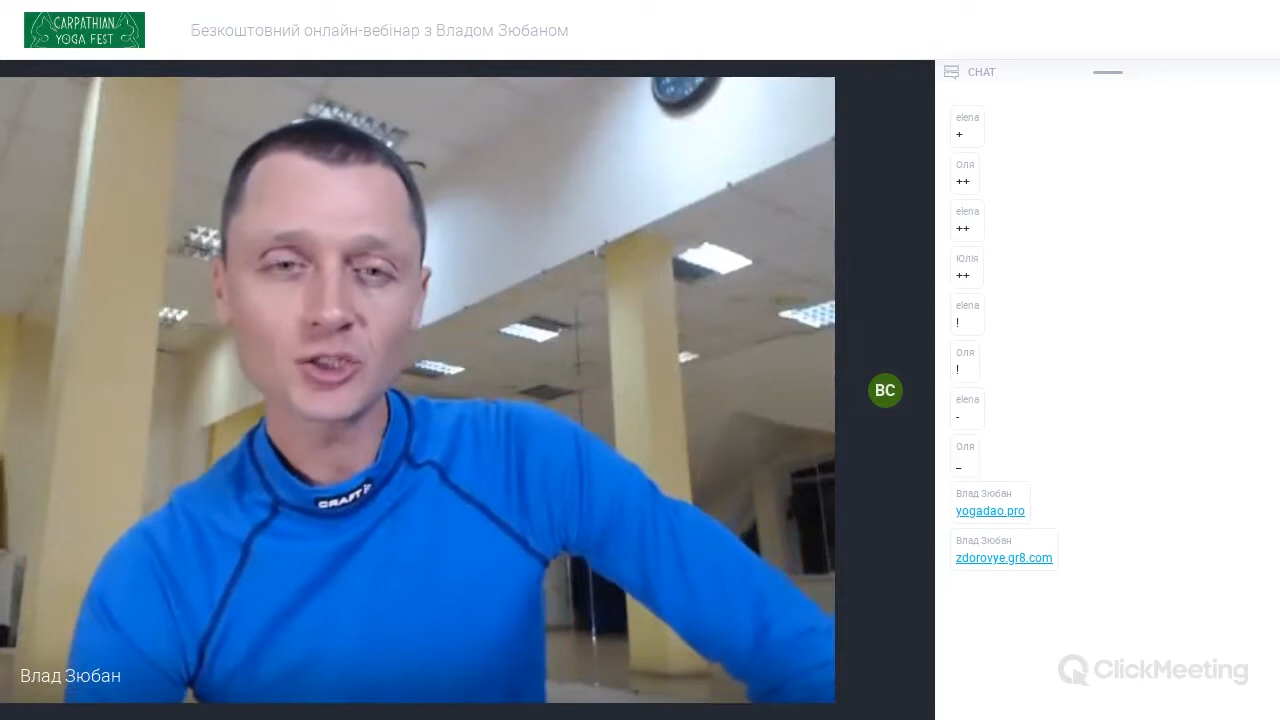 CARPATHIAN
YOGA FEST
Безкоштовний онлайн-вебінар з Владом Зюбаном
CHAT
elena
+
Оля
++
elena
++
Юлія
++
elena
!
Оля
!
elena
-
Оля
_
Влад Зюбан
yogadao.pro
Влад Зюбан
zdorovye.gr8.com
BC
CRAFT
Влад Зюбан
ClickMeeting